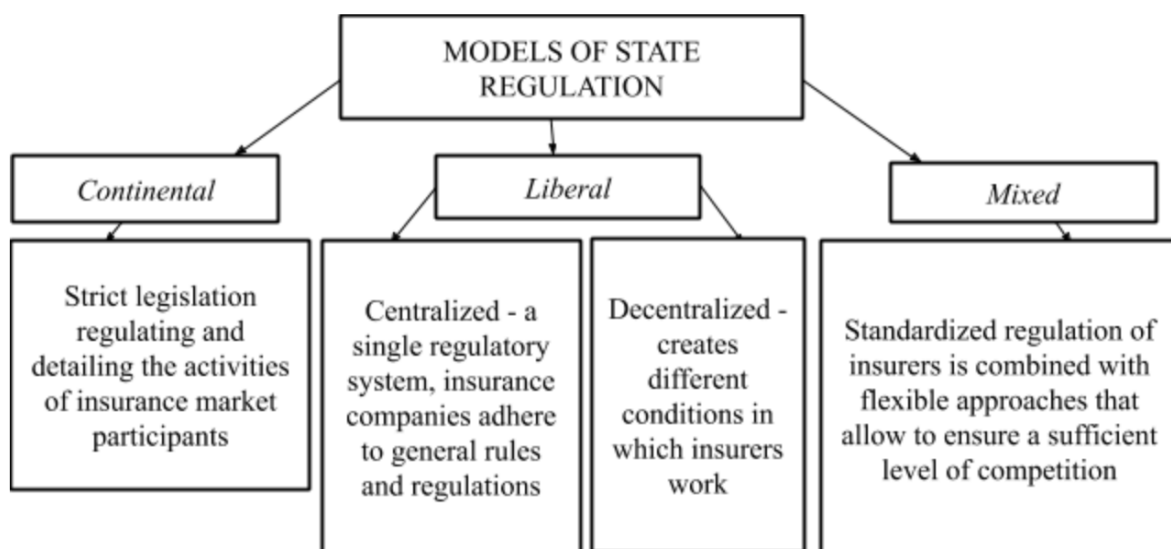 MODELS OF STATE
REGULATION
Continental
Liberal
Mixed
Strict legislation
regulating and
detailing the activities
of insurance market
participants
Centralized - a
single regulatory
system, insurance
companies adhere
to general rules
and regulations
Decentralized -
creates
different
conditions in
which insurers
work
Standardized regulation of
insurers is combined with
flexible approaches that
allow to ensure a sufficient
level of competition